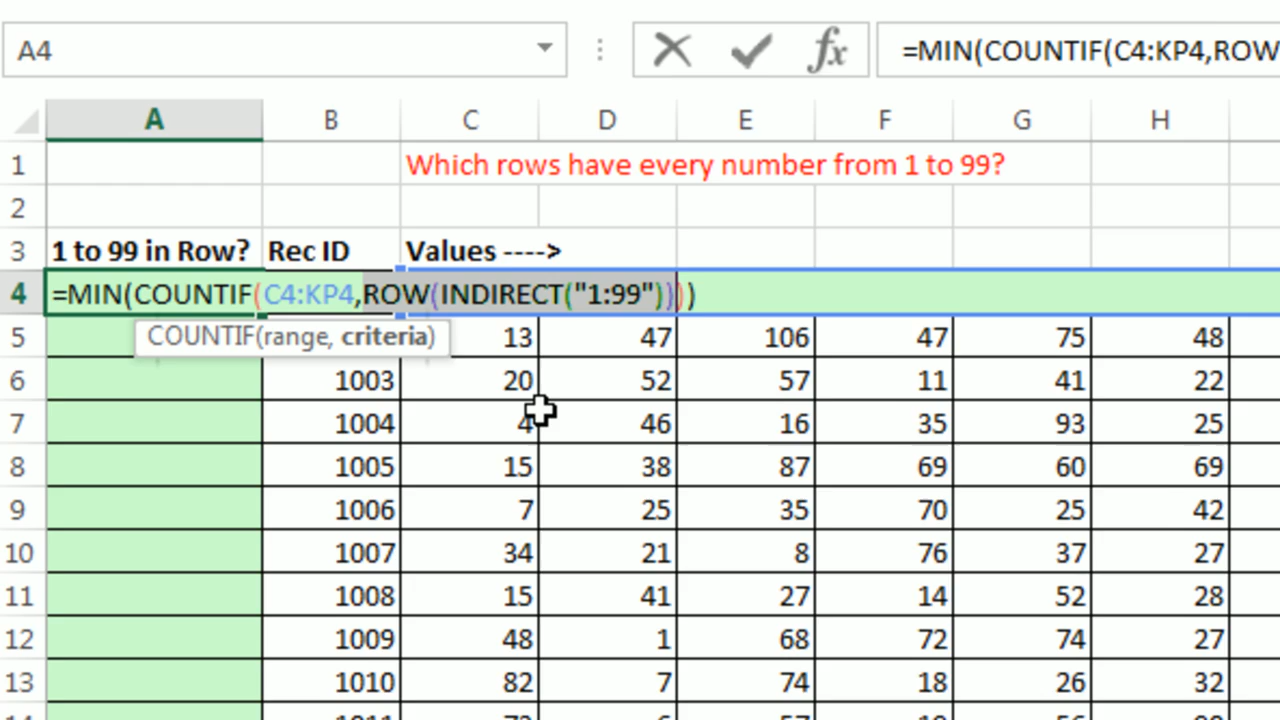 A4 fx =MIN(COUNTIF(C4:KP4,ROW
A B C D E F G H
1 Which rows have every number from 1 to 99?
2
3 1 to 99 in Row? Rec ID Values ---->
4 =MIN(COUNTIF(C4:KP4,ROW(INDIRECT("1:99"))))
COUNTIF(range, criteria)
5 13 47 106 47 75 48
6 1003 20 52 57 11 41 22
7 1004 4 46 16 35 93 25
8 1005 15 38 87 69 60 69
9 1006 7 25 35 70 25 42
10 1007 34 21 8 76 37 27
11 1008 15 41 27 14 52 28
12 1009 48 1 68 72 74 27
13 1010 82 7 74 18 26 32